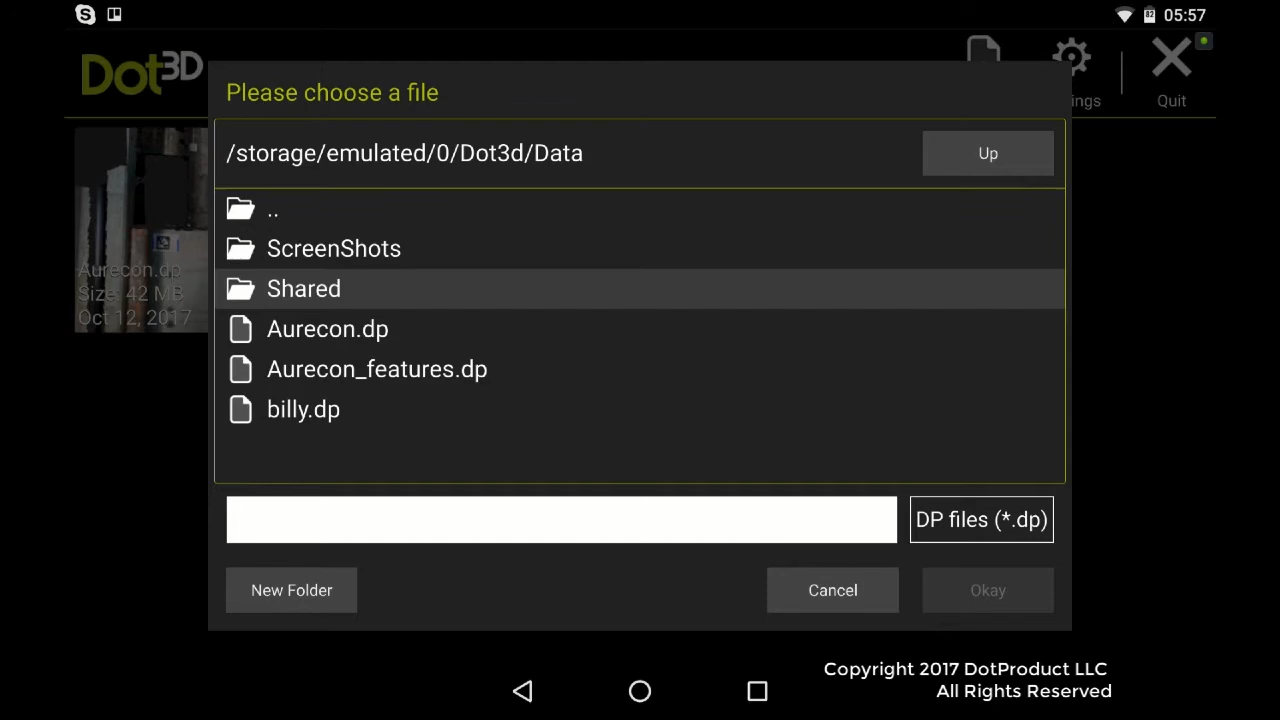 05:57
Dot3D
ings
Quit
Please choose a file
/storage/emulated/0/Dot3d/Data
Up
..
ScreenShots
Shared
Aurecon.dp
Aurecon_features.dp
billy.dp
Aurecon.dp
Size: 42 MB
Oct 12, 2017
DP files (*.dp)
New Folder
Cancel
Okay
Copyright 2017 DotProduct LLC
All Rights Reserved